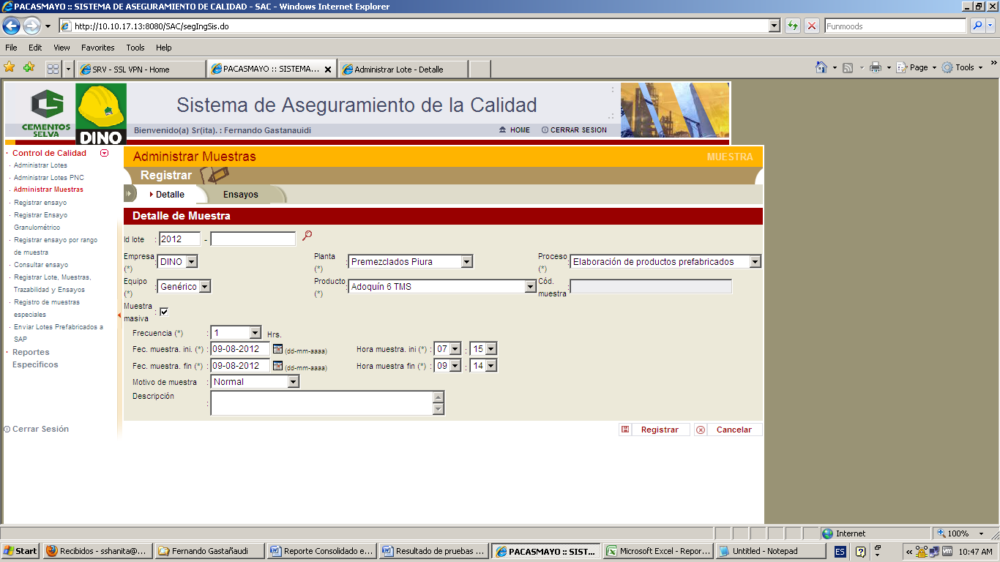 PACASMAYO :: SISTEMA DE ASEGURAMIENTO DE CALIDAD - SAC - Windows Internet Explorer
http://10.10.17.13:8080/SAC/segIngSis.do
Funmoods
File Edit View Favorites Tools Help
SRV - SSL VPN - Home
PACASMAYO :: SISTEMA...
Administrar Lote - Detalle
Page
Tools
CEMENTOS SELVA
DINO
Sistema de Aseguramiento de la Calidad
Bienvenido(a) Sr(ita). : Fernando Gastanauidi
HOME
CERRAR SESION
Control de Calidad
Administrar Lotes
Administrar Lotes PNC
Administrar Muestras
Registrar ensayo
Registrar Ensayo
Granulométrico
Registrar ensayo por rango
de muestra
Consultar ensayo
Registrar Lote, Muestras,
Trazabilidad y Ensayos
Registro de muestras
especiales
Enviar Lotes Prefabricados a
SAP
Reportes
Específicos
Cerrar Sesión
Administrar Muestras
MUESTRA
Registrar
Detalle
Ensayos
Detalle de Muestra
Id lote : 2012 -
Empresa (*) : DINO
Planta (*) : Premezclados Piura
Proceso (*) : Elaboración de productos prefabricados
Equipo (*) : Genérico
Producto (*) : Adoquín 6 TMS
Cód. muestra :
Muestra masiva :
Frecuencia (*) : 1 Hrs.
Fec. muestra. ini. (*) : 09-08-2012 (dd-mm-aaaa) Hora muestra. ini (*) : 07 : 15
Fec. muestra. fin (*) : 09-08-2012 (dd-mm-aaaa) Hora muestra fin (*) : 09 : 14
Motivo de muestra : Normal
Descripción :
Registrar
Cancelar
Internet
100%
Start
Recibidos - sshanita@...
Fernando Gastañaudi
Reporte Consolidado e...
Resultado de pruebas ...
PACASMAYO :: SIST...
Microsoft Excel - Repor...
Untitled - Notepad
ES
10:47 AM